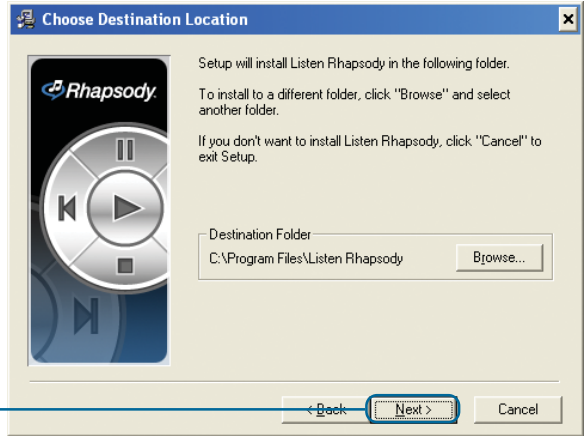 Choose Destination Location
Rhapsody.
Setup will install Listen Rhapsody in the following folder.
To install to a different folder, click "Browse" and select
another folder.
If you don't want to install Listen Rhapsody, click "Cancel" to
exit Setup.
Destination Folder
C:\Program Files\Listen Rhapsody
Browse...
< Back
Next >
Cancel